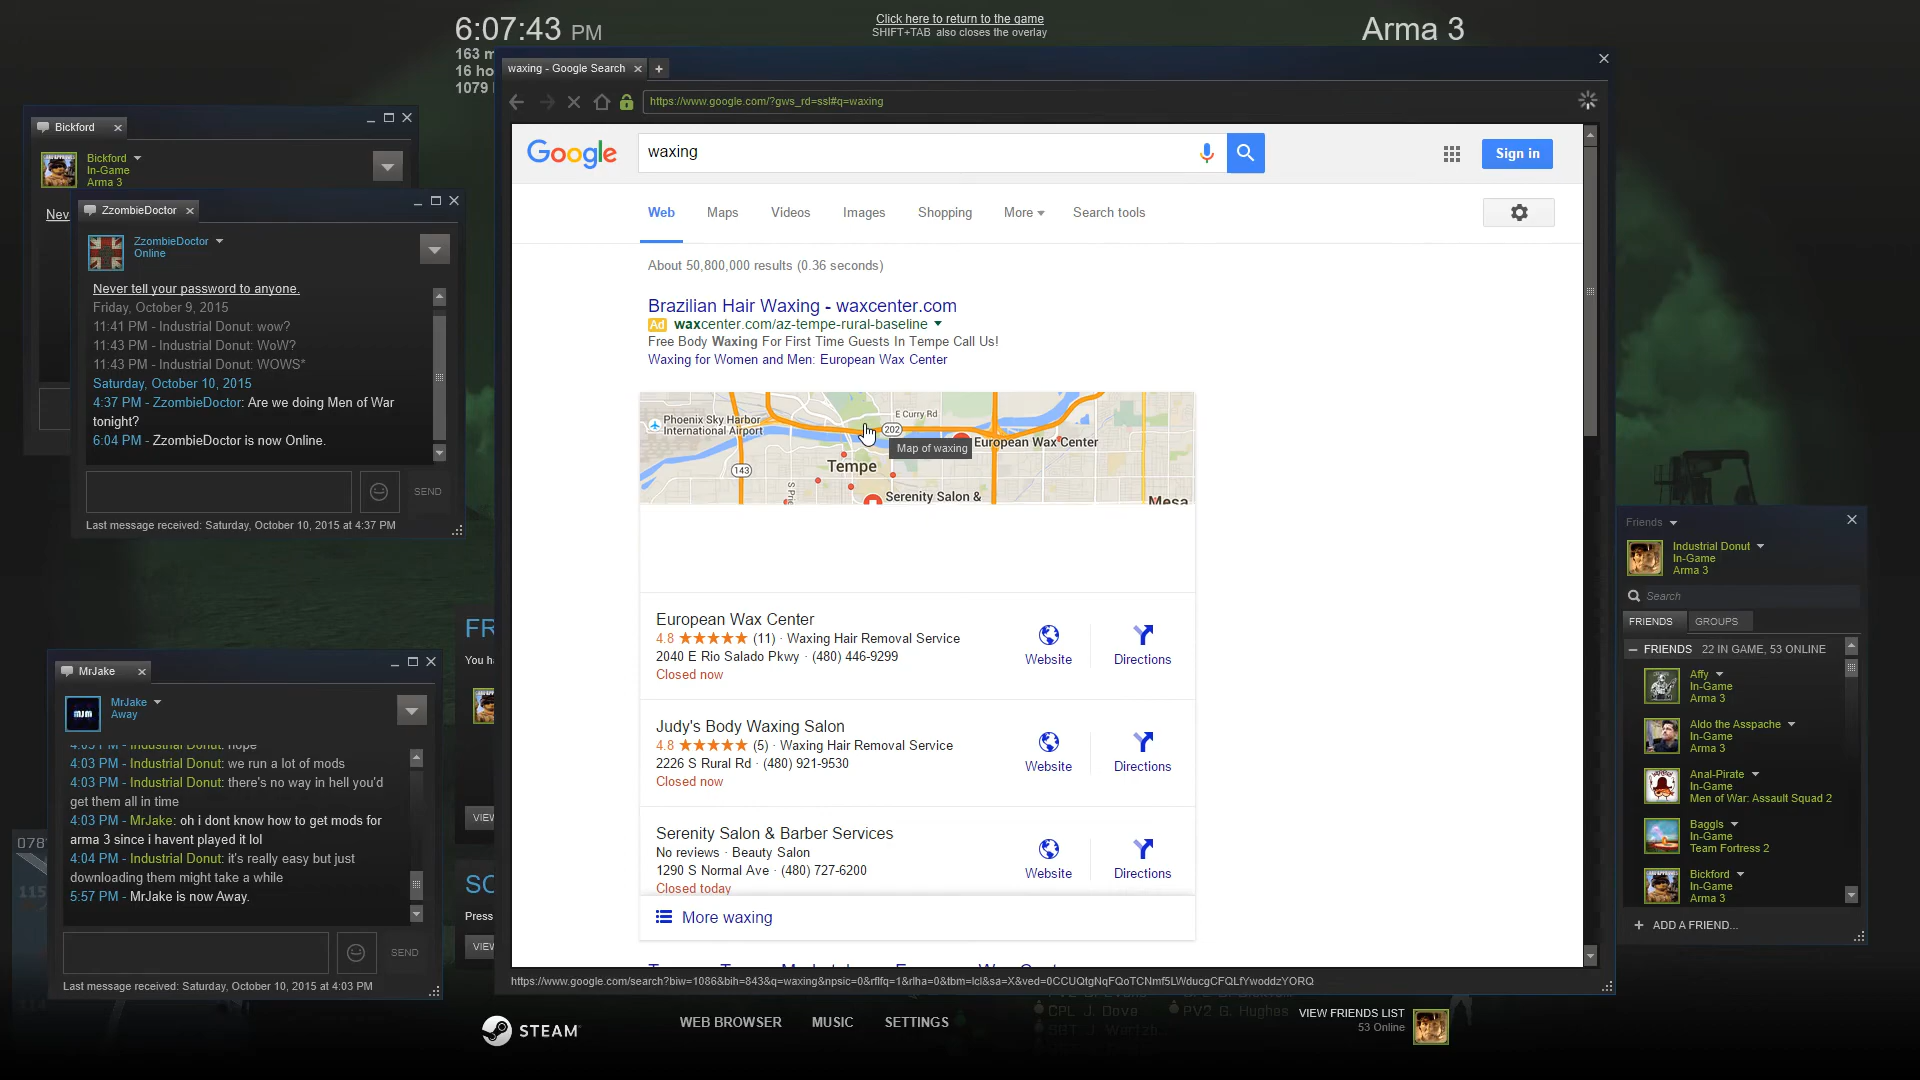 6:07:43 PM
163 m
16 ho
1079
Click here to return to the game
SHIFT+TAB also closes the overlay
Arma 3
Bickford
Bickford
In-Game
Arma 3
Nev
ZzombieDoctor
ZzombieDoctor
Online
Never tell your password to anyone.
Friday, October 9, 2015
11:41 PM - Industrial Donut: wow?
11:43 PM - Industrial Donut: WoW?
11:43 PM - Industrial Donut: WOWS*
Saturday, October 10, 2015
4:37 PM - ZzombieDoctor: Are we doing Men of War
tonight?
6:04 PM - ZzombieDoctor is now Online.
SEND
Last message received: Saturday, October 10, 2015 at 4:37 PM
MrJake
MJM
MrJake
Away
4:03 PM - Industrial Donut: nope
4:03 PM - Industrial Donut: we run a lot of mods
4:03 PM - Industrial Donut: there's no way in hell you'd
get them all in time
4:03 PM - MrJake: oh i dont know how to get mods for
arma 3 since i havent played it lol
4:04 PM - Industrial Donut: it's really easy but just
downloading them might take a while
5:57 PM - MrJake is now Away.
SEND
Last message received: Saturday, October 10, 2015 at 4:03 PM
078
115
FR
You h
VIEW
SC
Press
VIEW
waxing - Google Search
https://www.google.com/?gws_rd=ssl#q=waxing
Google
waxing
Sign in
Web Maps Videos Images Shopping More Search tools
About 50,800,000 results (0.36 seconds)
Brazilian Hair Waxing - waxcenter.com
Ad waxcenter.com/az-tempe-rural-baseline
Free Body Waxing For First Time Guests In Tempe Call Us!
Waxing for Women and Men: European Wax Center
Phoenix Sky Harbor
International Airport
E Curry Rd
202
European Wax Center
Map of waxing
Tempe
143
S Pri
Serenity Salon &
Mesa
European Wax Center
4.8 (11) · Waxing Hair Removal Service
2040 E Rio Salado Pkwy · (480) 446-9299
Closed now
Website Directions
Judy's Body Waxing Salon
4.8 (5) · Waxing Hair Removal Service
2226 S Rural Rd · (480) 921-9530
Closed now
Website Directions
Serenity Salon & Barber Services
No reviews · Beauty Salon
1290 S Normal Ave · (480) 727-6200
Closed today
Website Directions
More waxing
https://www.google.com/search?biw=1086&bih=843&q=waxing&npsic=0&rflfq=1&rlha=0&tbm=lcl&sa=X&ved=0CCUQtgNqFQoTCNmf5LWducgCFQLfYwoddzYORQ
Friends
Industrial Donut
In-Game
Arma 3
Search
FRIENDS GROUPS
FRIENDS 22 IN GAME, 53 ONLINE
Affy
In-Game
Arma 3
Aldo the Asspache
In-Game
Arma 3
Anal-Pirate
In-Game
Men of War: Assault Squad 2
Baggls
In-Game
Team Fortress 2
Bickford
In-Game
Arma 3
+ ADD A FRIEND...
CPL J. Dove
PV2 G. Hughes
STEAM
WEB BROWSER MUSIC SETTINGS
VIEW FRIENDS LIST
53 Online